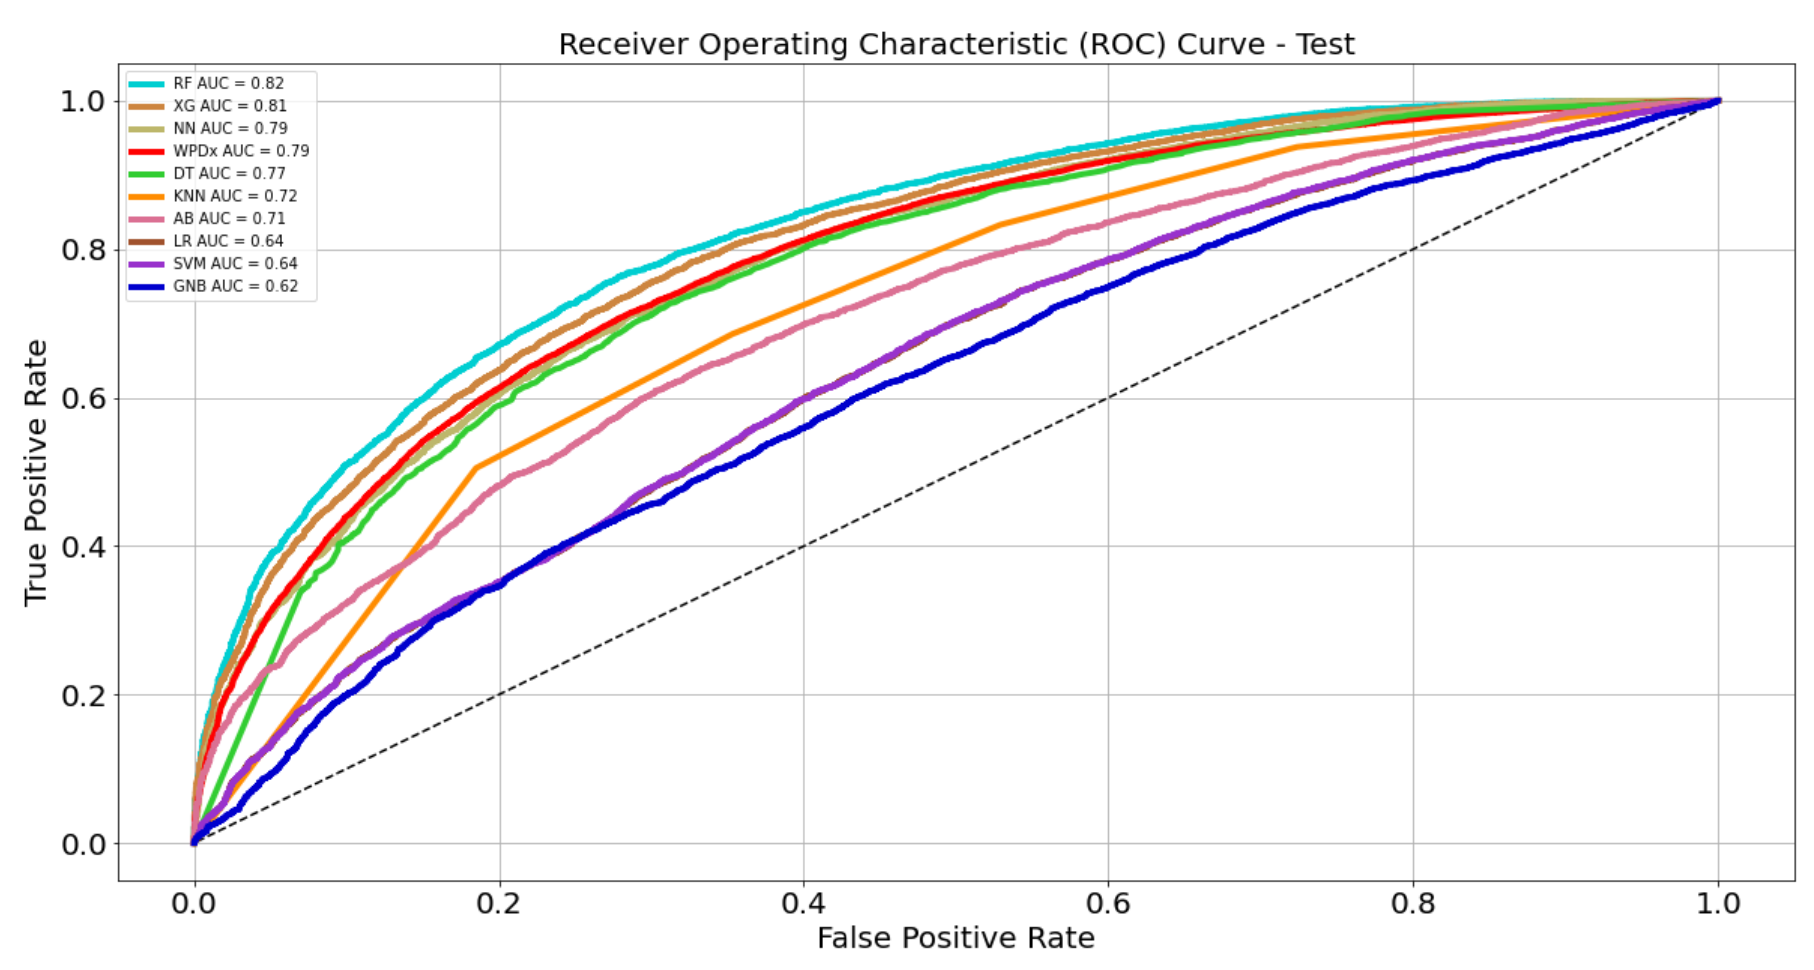 Receiver Operating Characteristic (ROC) Curve - Test
RF AUC = 0.82
XG AUC = 0.81
NN AUC = 0.79
WPDx AUC = 0.79
DT AUC = 0.77
KNN AUC = 0.72
AB AUC = 0.71
LR AUC = 0.64
SVM AUC = 0.64
GNB AUC = 0.62
True Positive Rate
1.0
0.8
0.6
0.4
0.2
0.0
0.0 0.2 0.4 0.6 0.8 1.0
False Positive Rate